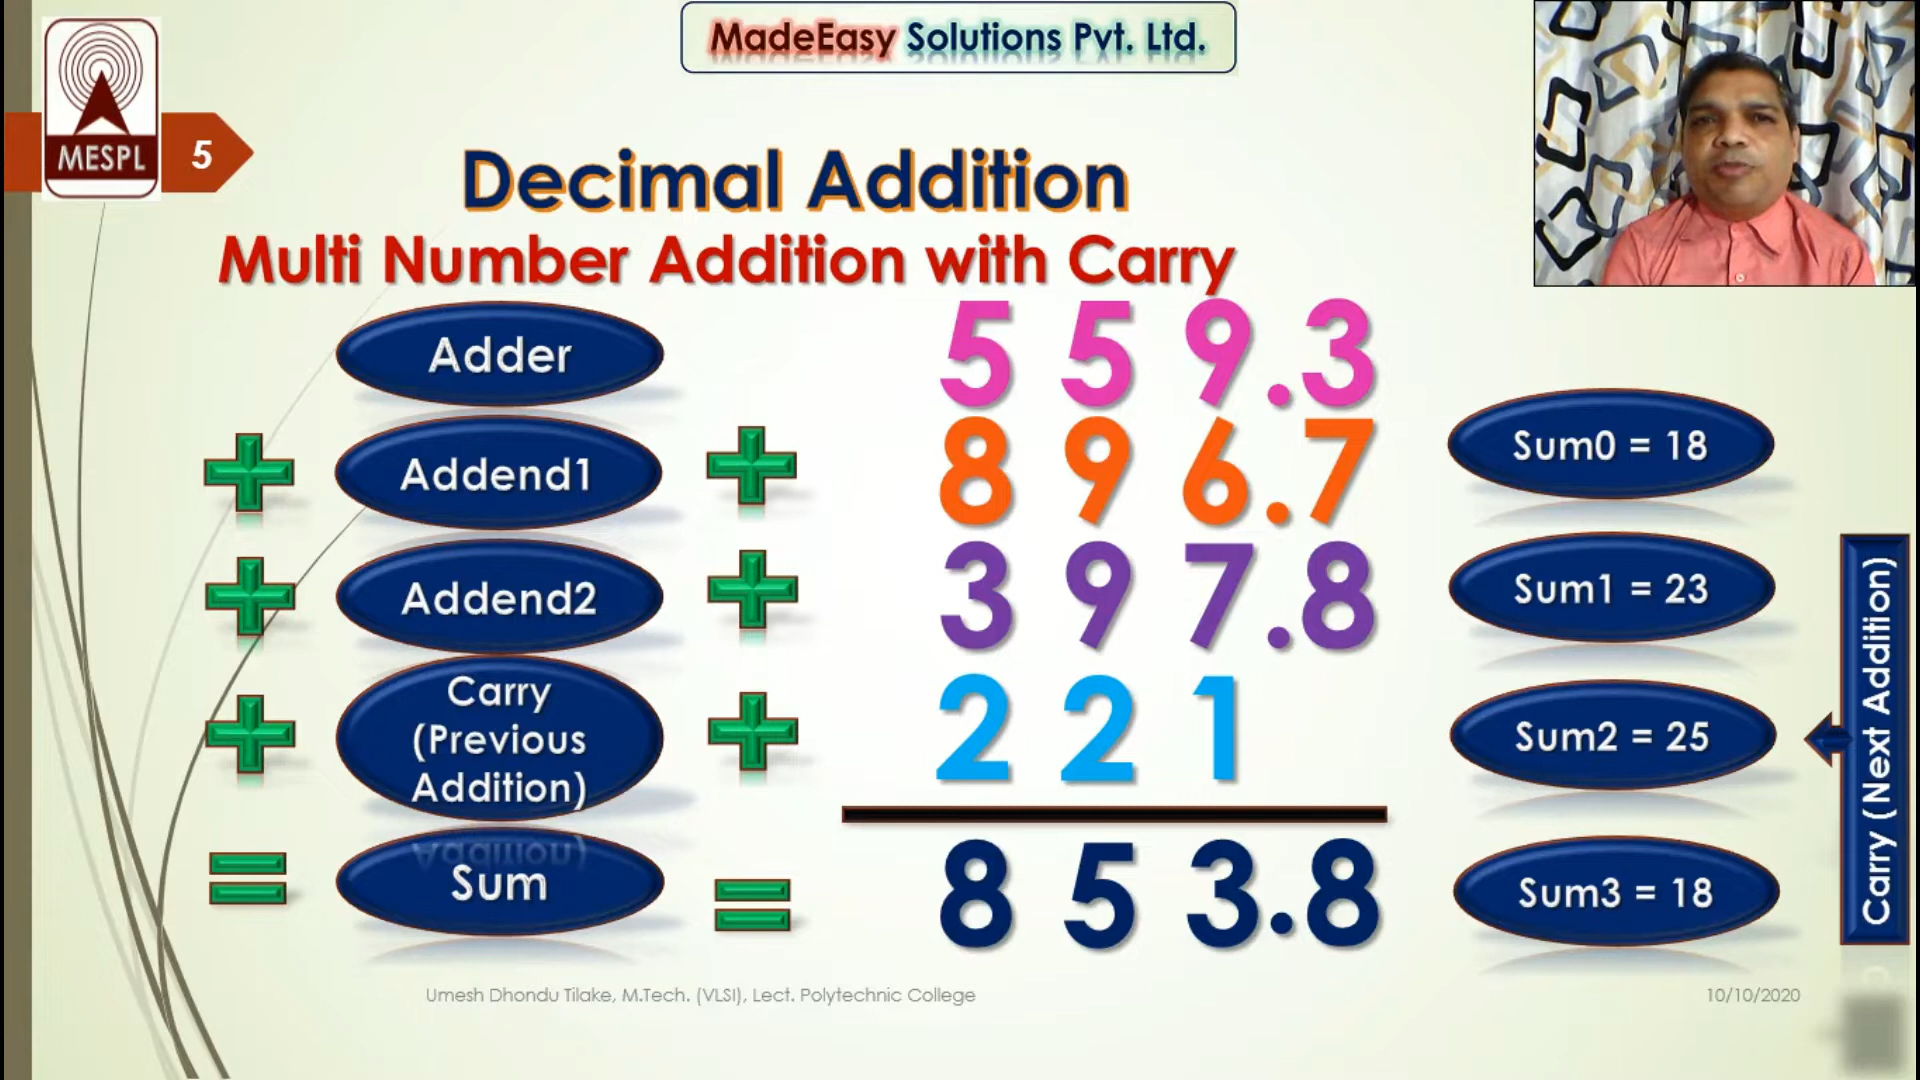 MadeEasy Solutions Pvt. Ltd.
MESPL
5
Decimal Addition
Multi Number Addition with Carry
Adder
5 5 9.3
+ Addend1 + 8 9 6.7
Sum0 = 18
+ Addend2 + 3 9 7.8
Sum1 = 23
+ Carry
(Previous
Addition)
+ 2 2 1
Sum2 = 25
= Sum = 8 5 3.8
Sum3 = 18
Carry (Next Addition)
Umesh Dhondu Tilake, M.Tech. (VLSI), Lect. Polytechnic College
10/10/2020